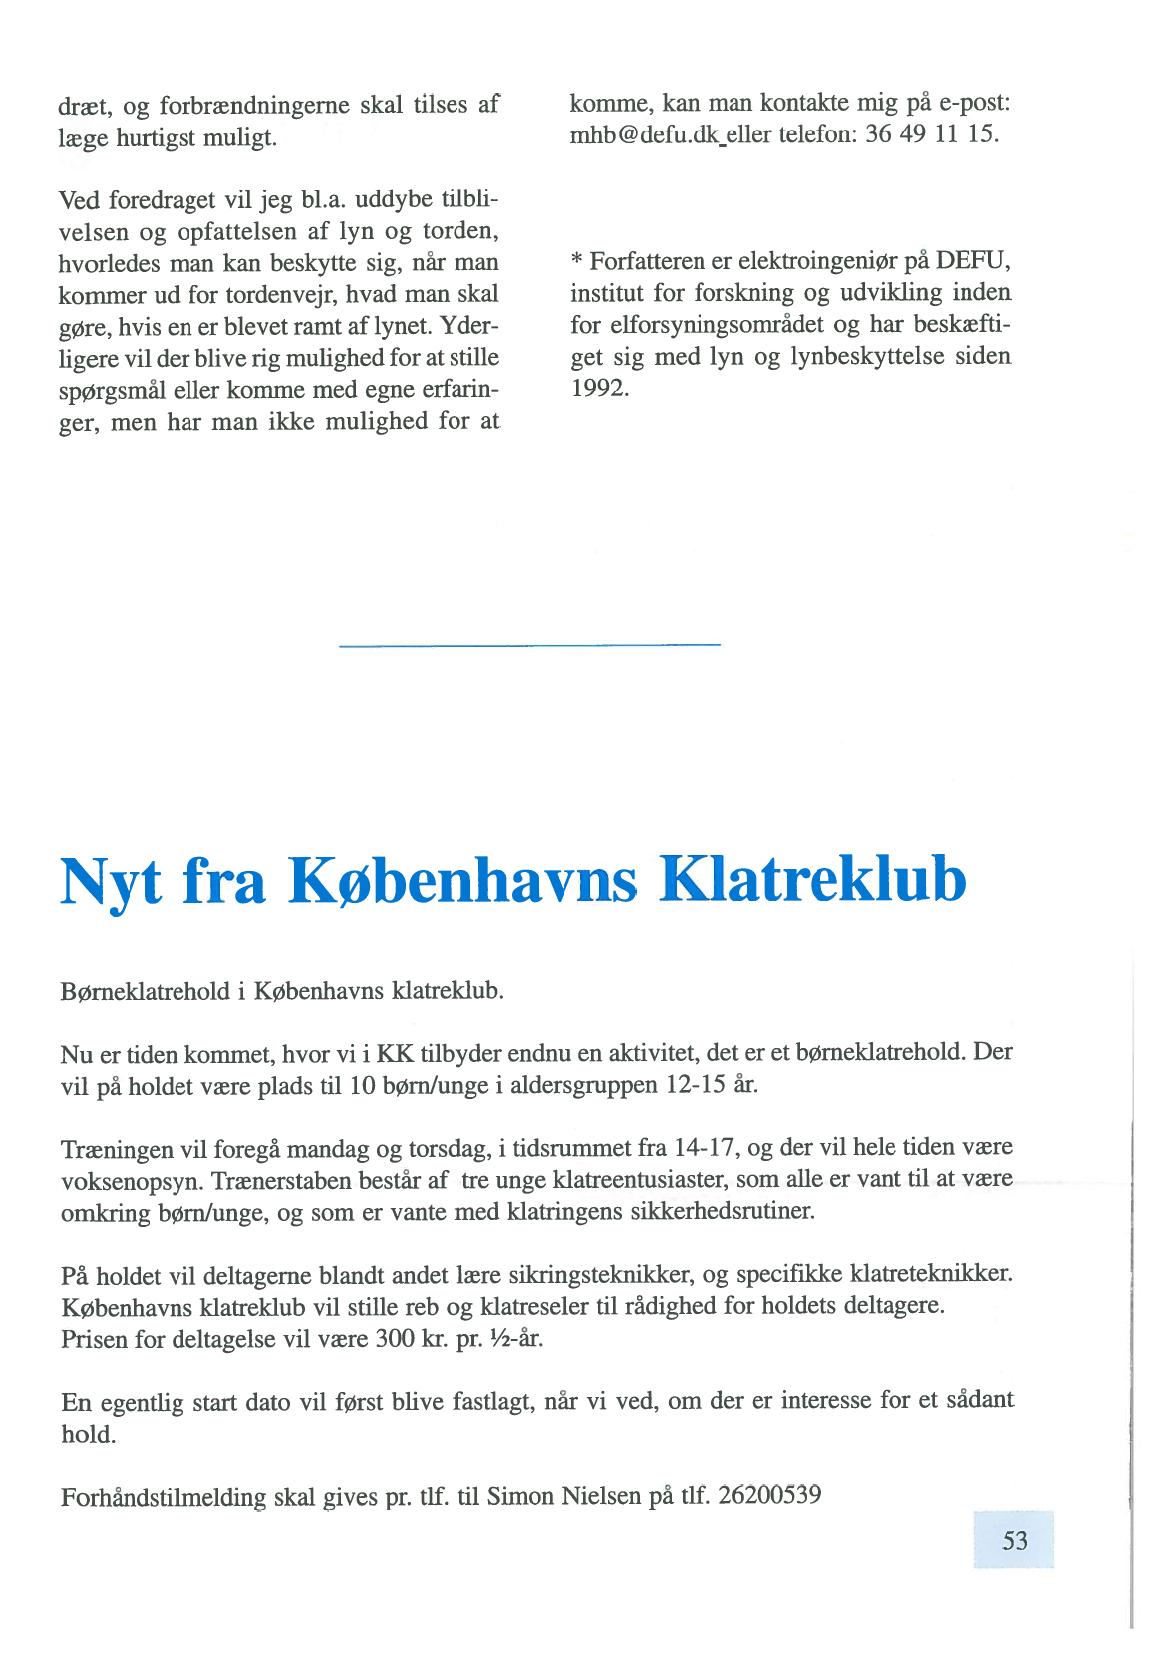 dræt, og forbrændningerne skal tilses af
læge hurtigst muligt.
Ved foredraget vil jeg bl.a. uddybe tilbli-
velsen og opfattelsen af lyn og torden,
hvorledes man kan beskytte sig, når man
kommer ud for tordenvejr, hvad man skal
gøre, hvis en er blevet ramt af lynet. Yder-
ligere vil der blive rig mulighed for at stille
spørgsmål eller komme med egne erfarin-
ger, men har man ikke mulighed for at
komme, kan man kontakte mig på e-post:
mhb@defu.dk_eller telefon: 36 49 11 15.
* Forfatteren er elektroingeniør på DEFU,
institut for forskning og udvikling inden
for elforsyningsområdet og har beskæfti-
get sig med lyn og lynbeskyttelse siden
1992.
Nyt fra Københavns Klatreklub
Børneklatrehold i Københavns klatreklub.
Nu er tiden kommet, hvor vi i KK tilbyder endnu en aktivitet, det er et børneklatrehold. Der
vil på holdet være plads til 10 børn/unge i aldersgruppen 12-15 år.
Træningen vil foregå mandag og torsdag, i tidsrummet fra 14-17, og der vil hele tiden være
voksenopsyn. Trænerstaben består af tre unge klatreentusiaster, som alle er vant til at være
omkring børn/unge, og som er vante med klatringens sikkerhedsrutiner.
På holdet vil deltagerne blandt andet lære sikringsteknikker, og specifikke klatreteknikker.
Københavns klatreklub vil stille reb og klatreseler til rådighed for holdets deltagere.
Prisen for deltagelse vil være 300 kr. pr. ½-år.
En egentlig start dato vil først blive fastlagt, når vi ved, om der er interesse for et sådant
hold.
Forhåndstilmelding skal gives pr. tlf. til Simon Nielsen på tlf. 26200539
53